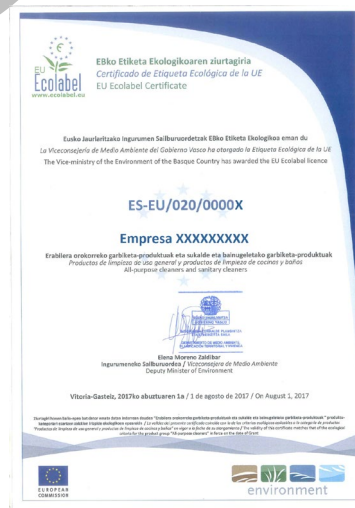 EU
Ecolabel
www.ecolabel.eu
EBko Etiketa Ekologikoaren ziurtagiria
Certificado de Etiqueta Ecológica de la UE
EU Ecolabel Certificate
Eusko Jaurlaritzako Ingurumen Sailburuordetzak EBko Etiketa Ekologikoa eman du
La Viceconsejería de Medio Ambiente del Gobierno Vasco ha otorgado la Etiqueta Ecológica de la UE
The Vice-ministry of the Environment of the Basque Country has awarded the EU Ecolabel licence
ES-EU/020/0000X
Empresa XXXXXXXXX
Erabilera orokorreko garbiketa-produktuak eta sukalde eta bainugeletako garbiketa-produktuak
Productos de limpieza de uso general y productos de limpieza de cocinas y baños
All-purpose cleaners and sanitary cleaners
Elena Moreno Zaldibar
Ingurumeneko Sailburuordea / Viceconsejera de Medio Ambiente
Deputy Minister of Environment
Vitoria-Gasteiz, 2017ko abuztuaren 1a / 1 de agosto de 2017 / On August 1, 2017
EUROPEAN
COMMISSION
environment